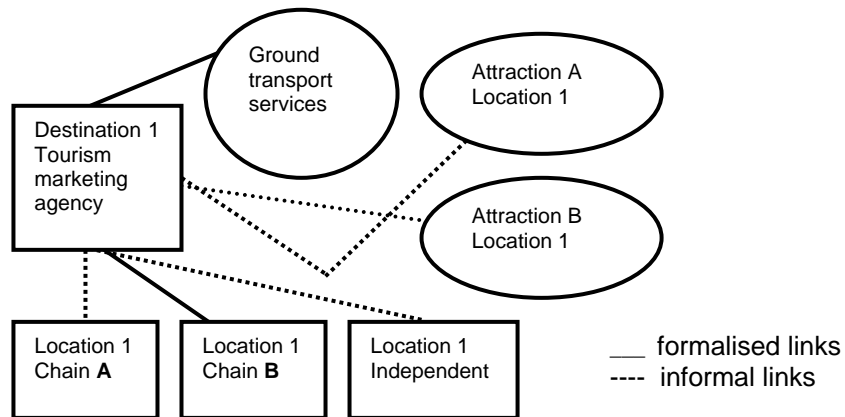 Ground
transport
services
Attraction A
Location 1
Destination 1
Tourism
marketing
agency
Attraction B
Location 1
Location 1
Chain A
Location 1
Chain B
Location 1
Independent
___ formalised links
---- informal links